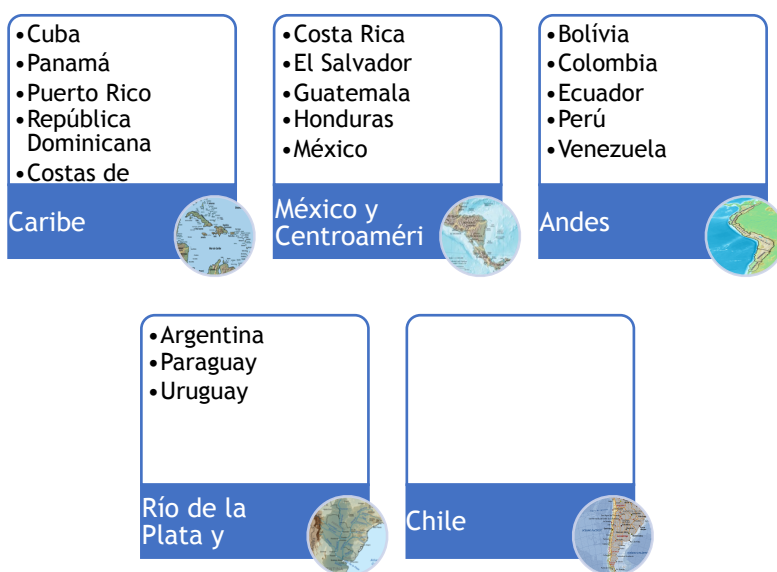 •Cuba
•Panamá
•Puerto Rico
•República
Dominicana
•Costas de
Caribe
•Costa Rica
•El Salvador
•Guatemala
•Honduras
•México
México y
Centroaméri
•Bolívia
•Colombia
•Ecuador
•Perú
•Venezuela
Andes
•Argentina
•Paraguay
•Uruguay
Río de la
Plata y
Chile